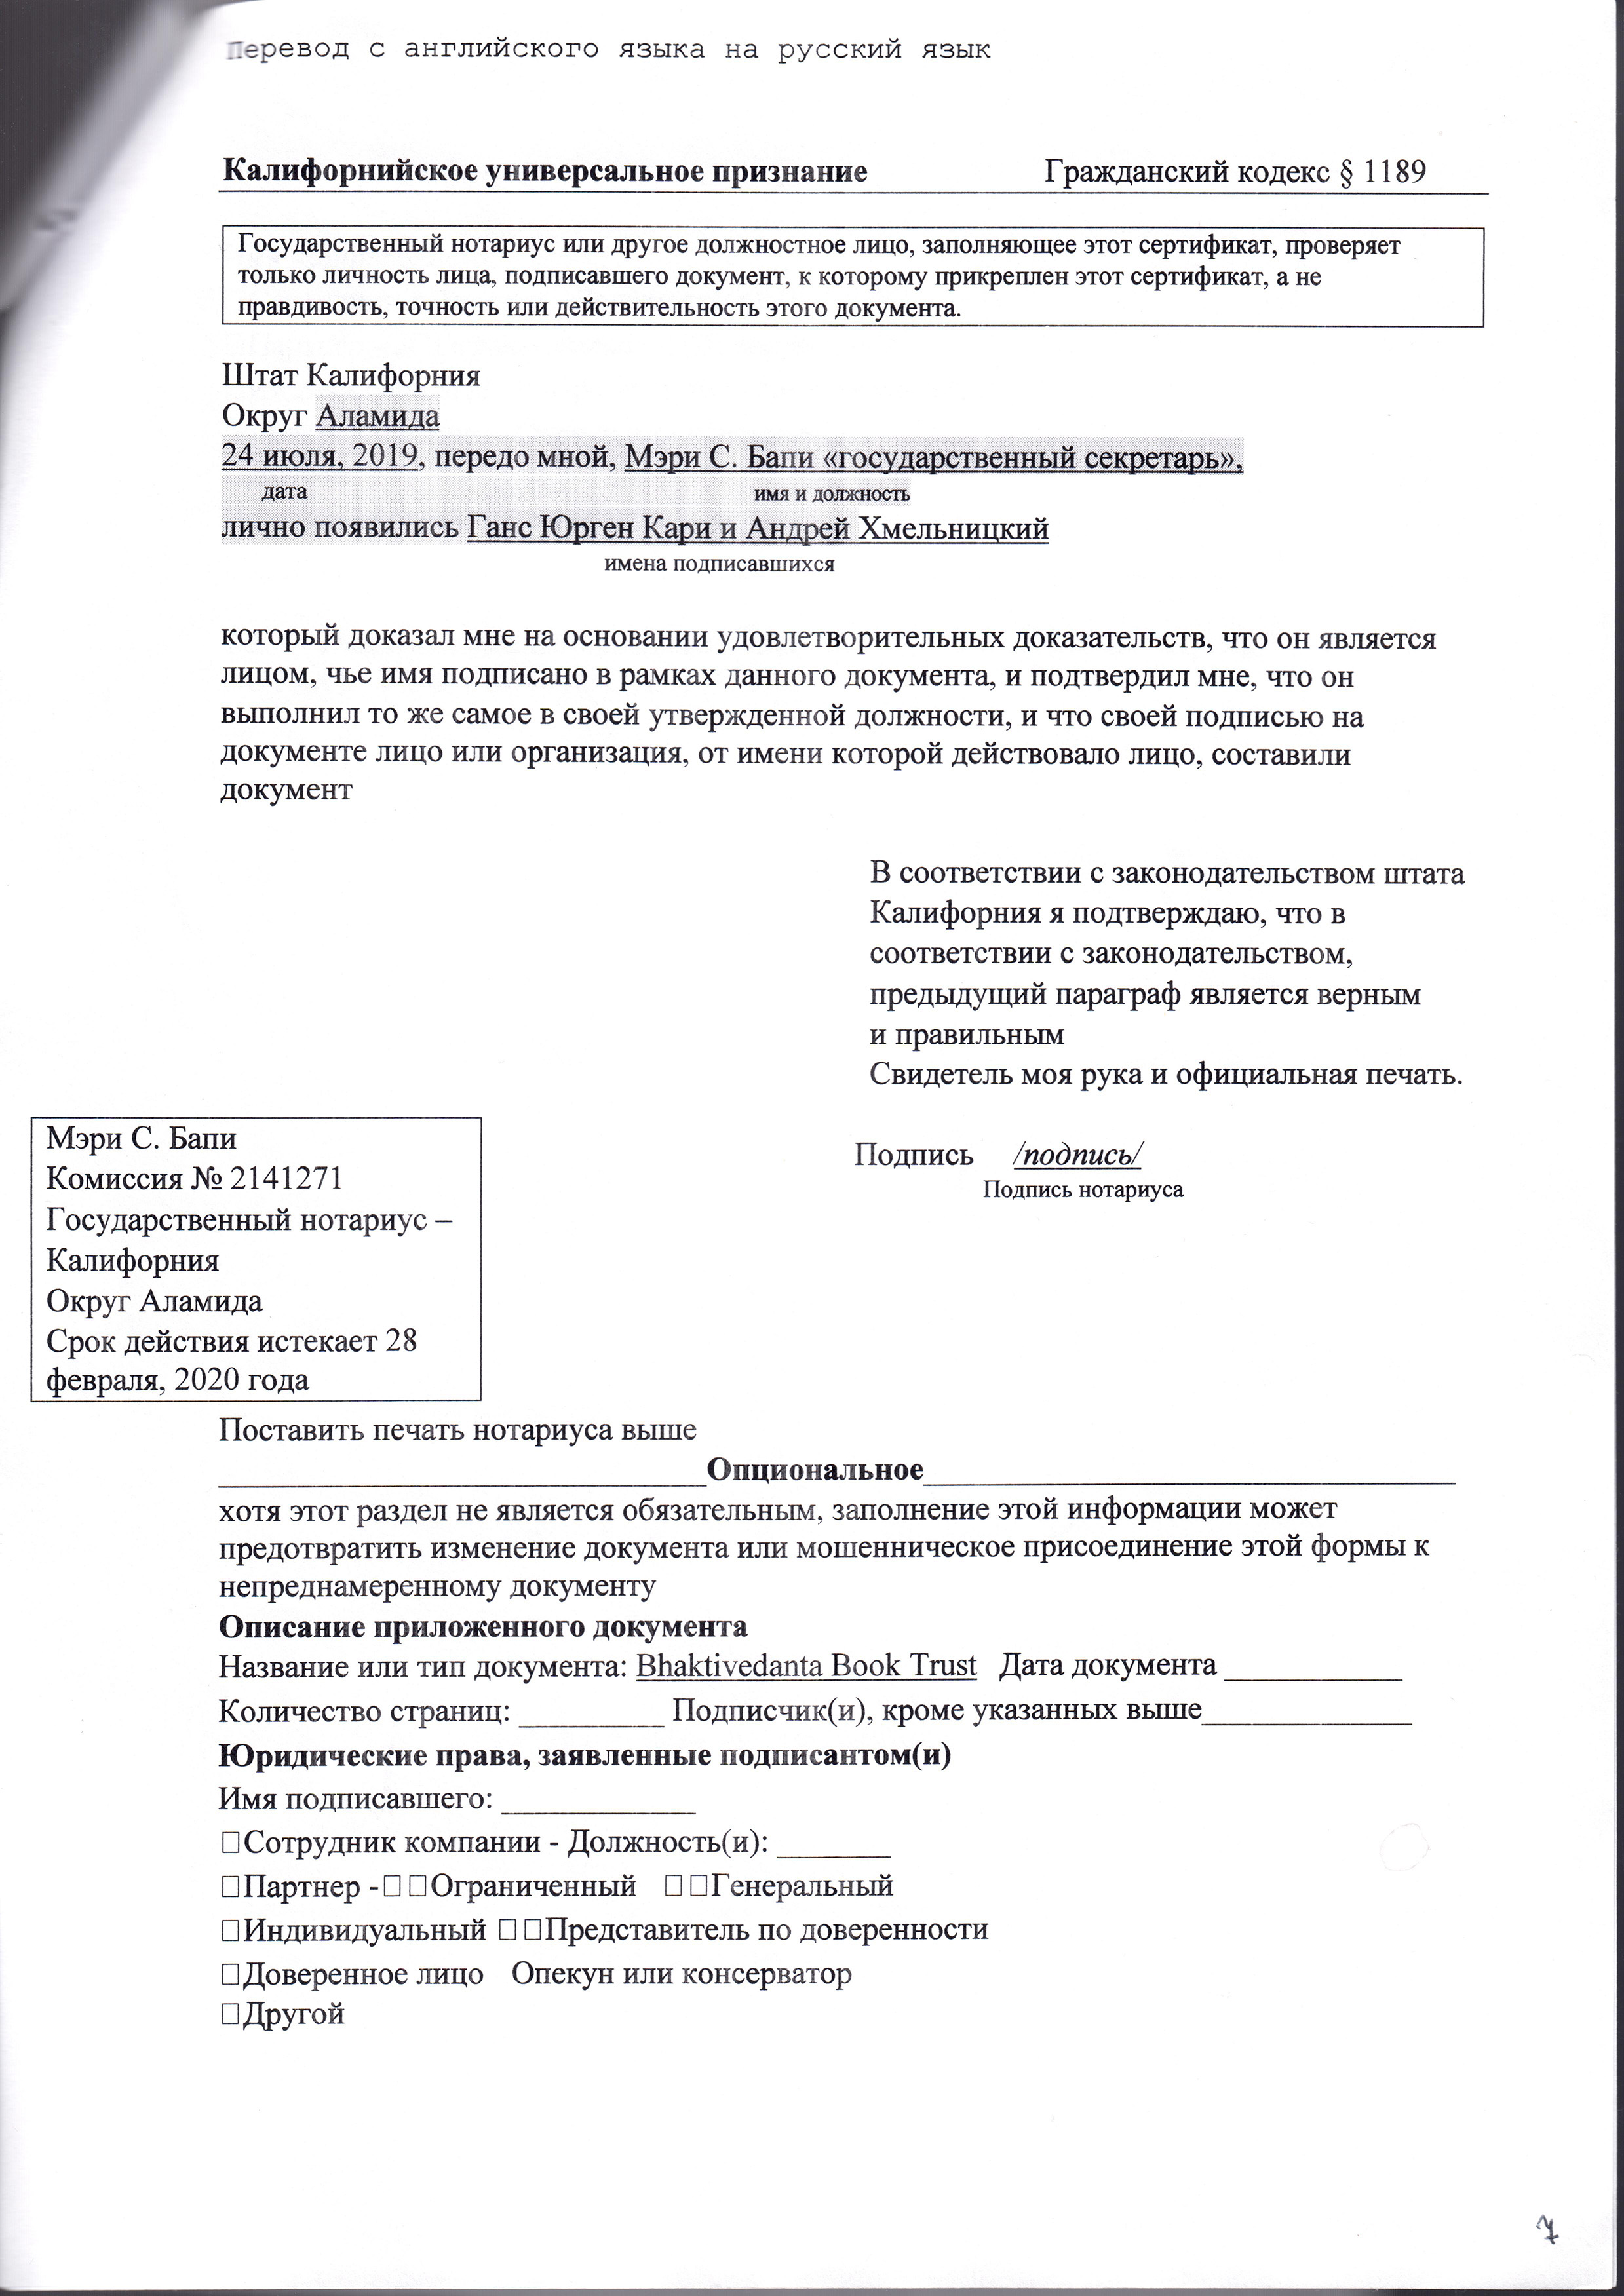 Перевод с английского языка на русский язык
Калифорнийское универсальное признание Гражданский кодекс § 1189
Государственный нотариус или другое должностное лицо, заполняющее этот сертификат, проверяет
только личность лица, подписавшего документ, к которому прикреплен этот сертификат, а не
правдивость, точность или действительность этого документа.
Штат Калифорния
Округ Аламида
24 июля, 2019, передо мной, Мэри С. Бапи «государственный секретарь»,
дата имя и должность
лично появились Ганс Юрген Кари и Андрей Хмельницкий
имена подписавшихся
который доказал мне на основании удовлетворительных доказательств, что он является
лицом, чье имя подписано в рамках данного документа, и подтвердил мне, что он
выполнил то же самое в своей утвержденной должности, и что своей подписью на
документе лицо или организация, от имени которой действовало лицо, составили
документ
В соответствии с законодательством штата
Калифорния я подтверждаю, что в
соответствии с законодательством,
предыдущий параграф является верным
и правильным
Свидетель моя рука и официальная печать.
Подпись /подпись/
Подпись нотариуса
Мэри С. Бапи
Комиссия № 2141271
Государственный нотариус –
Калифорния
Округ Аламида
Срок действия истекает 28
февраля, 2020 года
Поставить печать нотариуса выше
Опциональное
хотя этот раздел не является обязательным, заполнение этой информации может
предотвратить изменение документа или мошенническое присоединение этой формы к
непреднамеренному документу
Описание приложенного документа
Название или тип документа: Bhaktivedanta Book Trust Дата документа ___________
Количество страниц: _________ Подписчик(и), кроме указанных выше_____________
Юридические права, заявленные подписантом(и)
Имя подписавшего: ____________
□Сотрудник компании - Должность(и): _______
□Партнер -□ □Ограниченный □ □Генеральный
□Индивидуальный □ □Представитель по доверенности
□Доверенное лицо Опекун или консерватор
□Другой
7